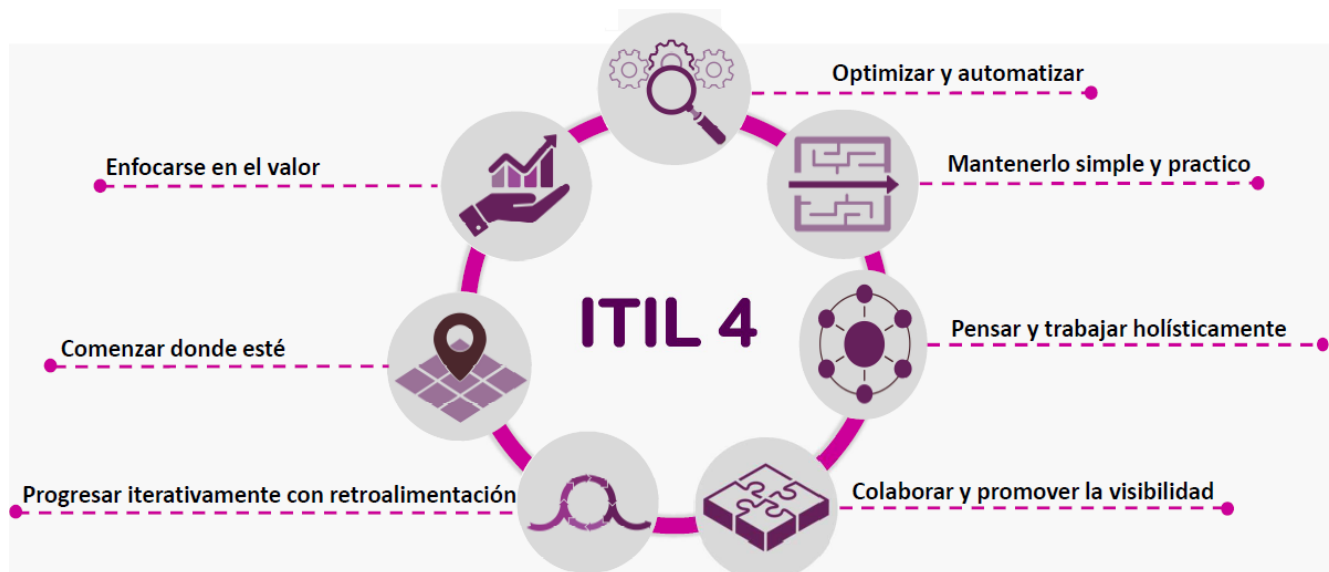 Optimizar y automatizar
Enfocarse en el valor
Mantenerlo simple y practico
ITIL 4
Pensar y trabajar holísticamente
Comenzar donde esté
Progresar iterativamente con retroalimentación
Colaborar y promover la visibilidad